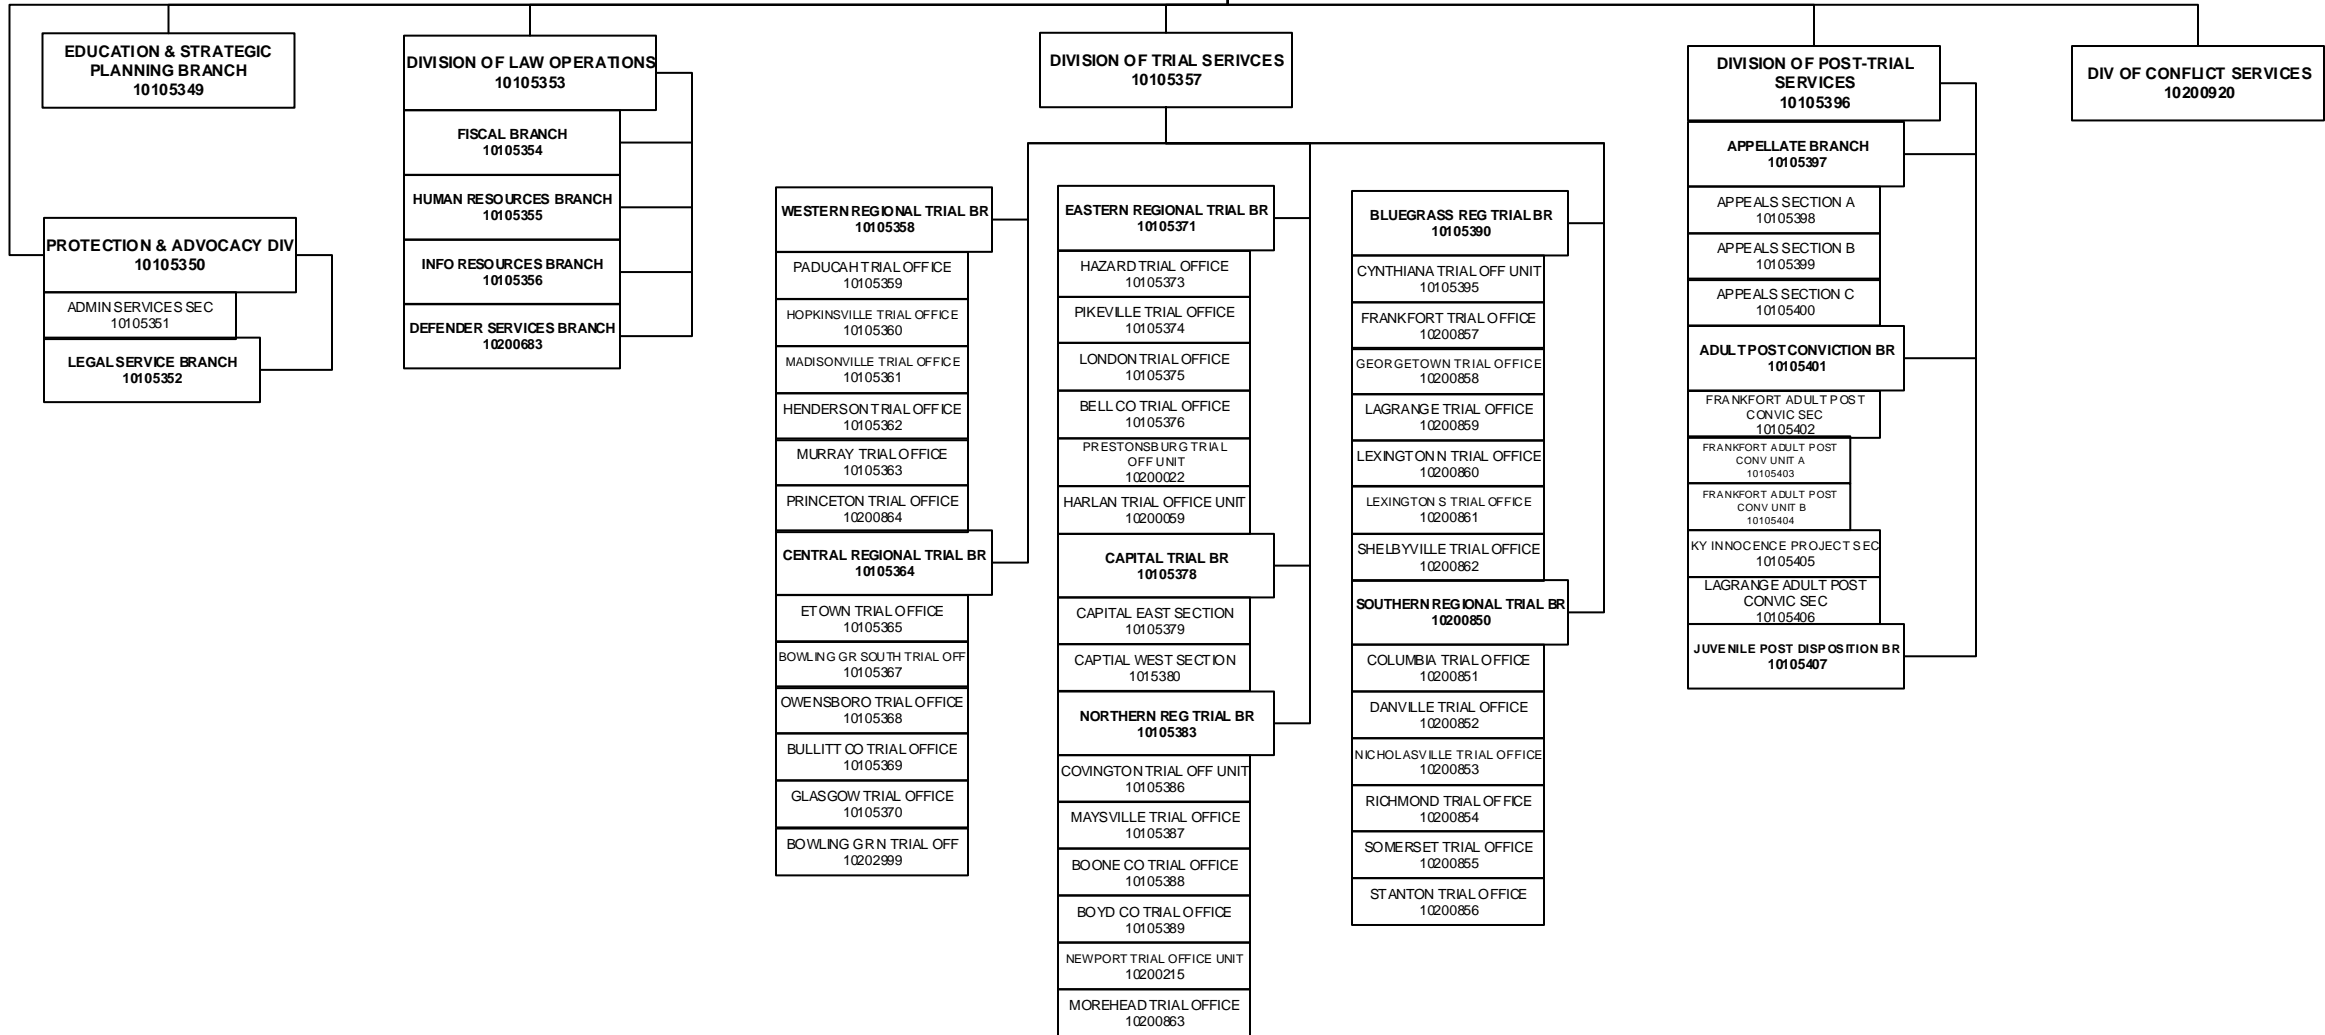 EDUCATION & STRATEGIC
PLANNING BRANCH
10105349
PROTECTION & ADVOCACY DIV
10105350
ADMIN SERVICES SEC
10105351
LEGAL SERVICE BRANCH
10105352
DIVISION OF LAW OPERATIONS
10105353
FISCAL BRANCH
10105354
HUMAN RESOURCES BRANCH
10105355
INFO RESOURCES BRANCH
10105356
DEFENDER SERVICES BRANCH
10200683
DIVISION OF TRIAL SERIVCES
10105357
WESTERN REGIONAL TRIAL BR
10105358
PADUCAH TRIAL OFFICE
10105359
HOPKINSVILLE TRIAL OFFICE
10105360
MADISONVILLE TRIAL OFFICE
10105361
HENDERSON TRIAL OFFICE
10105362
MURRAY TRIAL OFFICE
10105363
PRINCETON TRIAL OFFICE
10200864
CENTRAL REGIONAL TRIAL BR
10105364
ETOWN TRIAL OFFICE
10105365
BOWLING GR SOUTH TRIAL OFF
10105367
OWENSBORO TRIAL OFFICE
10105368
BULLITT CO TRIAL OFFICE
10105369
GLASGOW TRIAL OFFICE
10105370
BOWLING GR N TRIAL OFF
10202999
EASTERN REGIONAL TRIAL BR
10105371
HAZARD TRIAL OFFICE
10105373
PIKEVILLE TRIAL OFFICE
10105374
LONDON TRIAL OFFICE
10105375
BELL CO TRIAL OFFICE
10105376
PRESTONSBURG TRIAL
OFF UNIT
10200022
HARLAN TRIAL OFFICE UNIT
10200059
CAPITAL TRIAL BR
10105378
CAPITAL EAST SECTION
10105379
CAPTIAL WEST SECTION
1015380
NORTHERN REG TRIAL BR
10105383
COVINGTON TRIAL OFF UNIT
10105386
MAYSVILLE TRIAL OFFICE
10105387
BOONE CO TRIAL OFFICE
10105388
BOYD CO TRIAL OFFICE
10105389
NEWPORT TRIAL OFFICE UNIT
10200215
MOREHEAD TRIAL OFFICE
10200863
BLUEGRASS REG TRIAL BR
10105390
CYNTHIANA TRIAL OFF UNIT
10105395
FRANKFORT TRIAL OFFICE
10200857
GEORGETOWN TRIAL OFFICE
10200858
LAGRANGE TRIAL OFFICE
10200859
LEXINGTON N TRIAL OFFICE
10200860
LEXINGTON S TRIAL OFFICE
10200861
SHELBYVILLE TRIAL OFFICE
10200862
SOUTHERN REGIONAL TRIAL BR
10200850
COLUMBIA TRIAL OFFICE
10200851
DANVILLE TRIAL OFFICE
10200852
NICHOLASVILLE TRIAL OFFICE
10200853
RICHMOND TRIAL OFFICE
10200854
SOMERSET TRIAL OFFICE
10200855
STANTON TRIAL OFFICE
10200856
DIVISION OF POST-TRIAL
SERVICES
10105396
APPELLATE BRANCH
10105397
APPEALS SECTION A
10105398
APPEALS SECTION B
10105399
APPEALS SECTION C
10105400
ADULT POST CONVICTION BR
10105401
FRANKFORT ADULT POST
CONVIC SEC
10105402
FRANKFORT ADULT POST
CONV UNIT A
10105403
FRANKFORT ADULT POST
CONV UNIT B
10105404
KY INNOCENCE PROJECT SEC
10105405
LAGRANGE ADULT POST
CONVIC SEC
10105406
JUVENILE POST DISPOSITION BR
10105407
DIV OF CONFLICT SERVICES
10200920